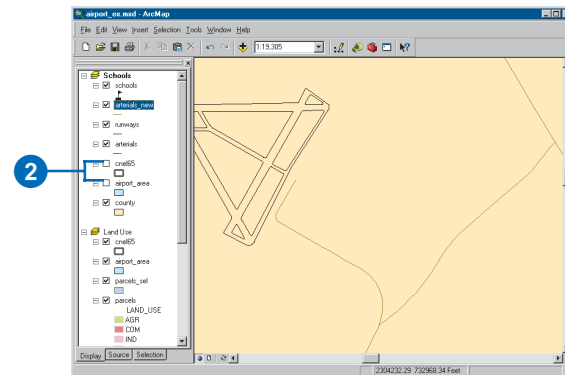 airport_ex.mxd - ArcMap
File Edit View Insert Selection Tools Window Help
1:19,305
Schools
schools
arterials_new
runways
arterials
cnel65
airport_area
county
Land Use
cnel65
airport_area
parcels_sel
parcels
LAND_USE
AGR
COM
IND
Display Source Selection
2304232.29 732968.34 Feet
2